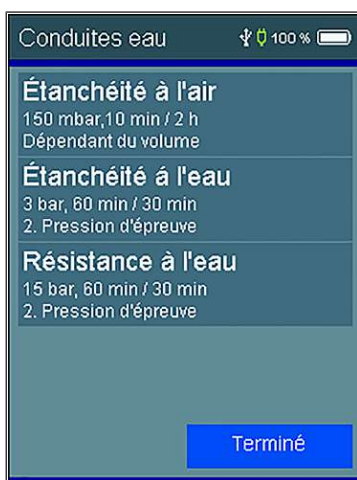 Conduites eau 100 %
Étanchéité à l'air
150 mbar,10 min / 2 h
Dépendant du volume
Étanchéité á l'eau
3 bar, 60 min / 30 min
2. Pression d'épreuve
Résistance à l'eau
15 bar, 60 min / 30 min
2. Pression d'épreuve
Terminé